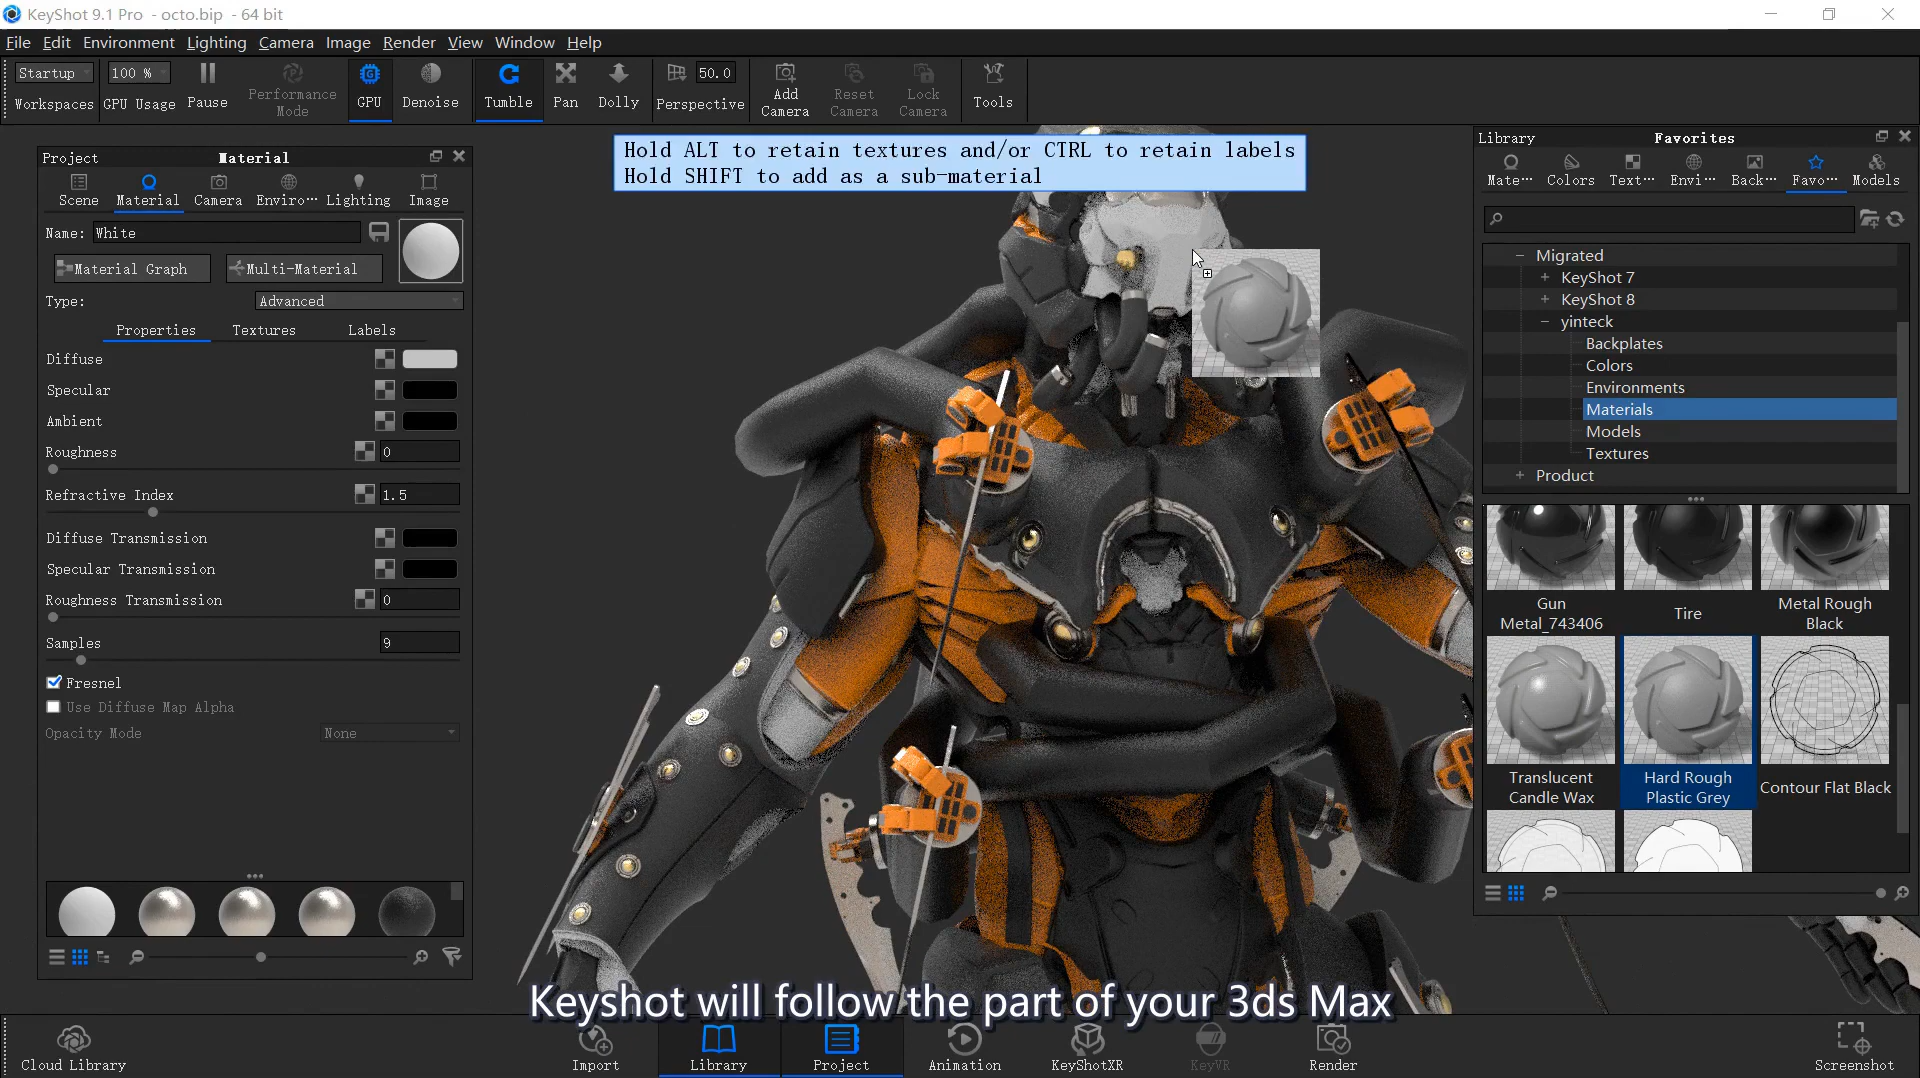 KeyShot 9.1 Pro - octo.bip - 64 bit
File Edit Environment Lighting Camera Image Render View Window Help
Startup 100 % 50.0
Workspaces GPU Usage Pause Performance Mode GPU Denoise Tumble Pan Dolly Perspective Add Camera Reset Camera Lock Camera Tools
Hold ALT to retain textures and/or CTRL to retain labels
Hold SHIFT to add as a sub-material
Project Material
Scene Material Camera Enviro··· Lighting Image
Name: White
Material Graph Multi-Material
Type: Advanced
Properties Textures Labels
Diffuse
Specular
Ambient
Roughness 0
Refractive Index 1.5
Diffuse Transmission
Specular Transmission
Roughness Transmission 0
Samples 9
Fresnel
Use Diffuse Map Alpha
Opacity Mode None
Library Favorites
Mate··· Colors Text··· Envi··· Back··· Favo··· Models
Migrated
KeyShot 7
KeyShot 8
yinteck
Backplates
Colors
Environments
Materials
Models
Textures
Product
Gun Metal_743406
Tire
Metal Rough Black
Translucent Candle Wax
Hard Rough Plastic Grey
Contour Flat Black
Keyshot will follow the part of your 3ds Max
Cloud Library Import Library Project Animation KeyShotXR KeyVR Render Screenshot